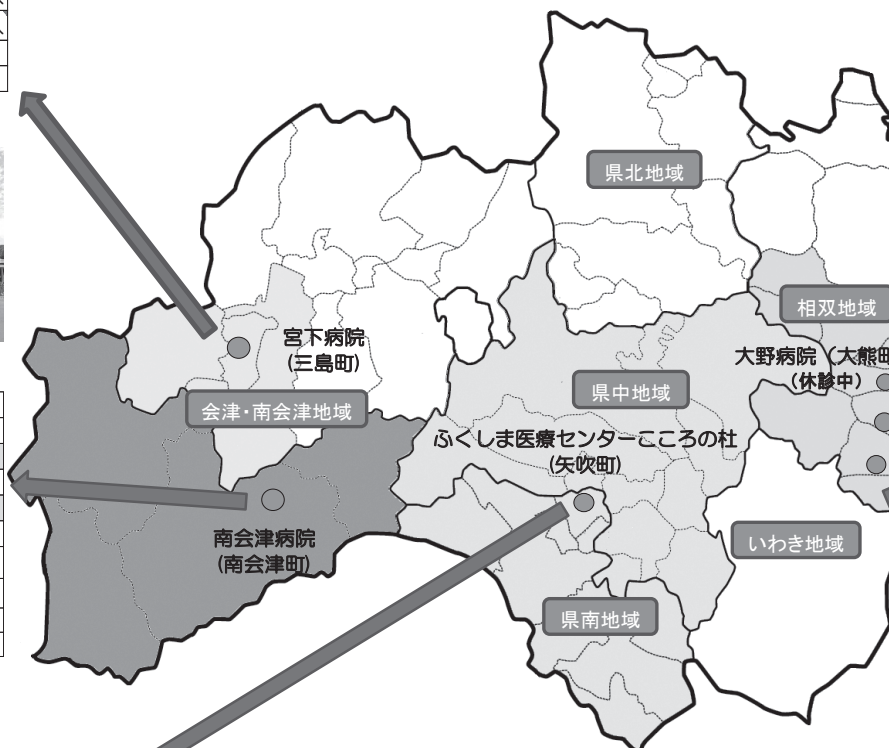 県北地域
相双地域
宮下病院
(三島町)
大野病院（大熊町
（休診中）
県中地域
会津・南会津地域
ふくしま医療センターこころの杜
(矢吹町)
南会津病院
(南会津町)
いわき地域
県南地域